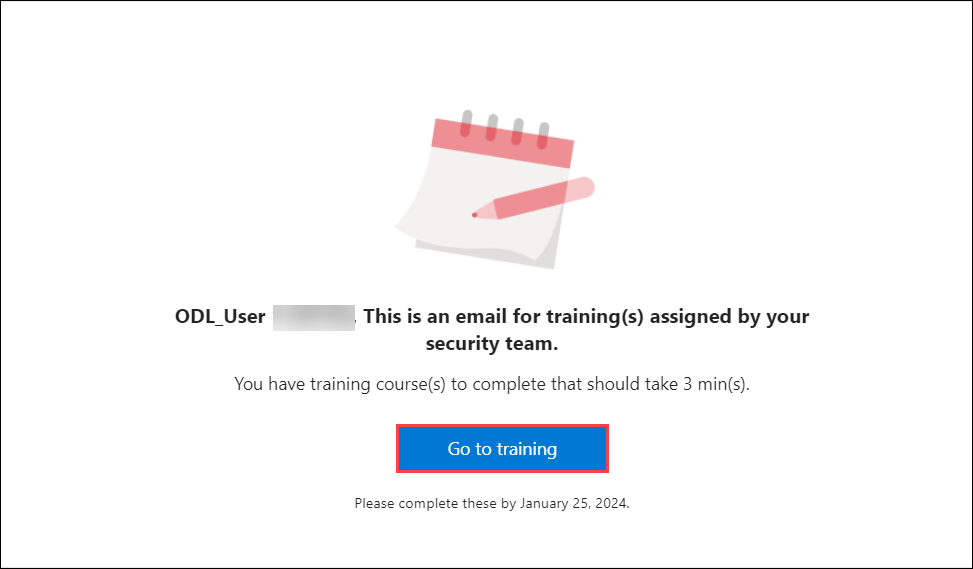 ODL_User , This is an email for training(s) assigned by your
security team.
You have training course(s) to complete that should take 3 min(s).
Go to training
Please complete these by January 25, 2024.